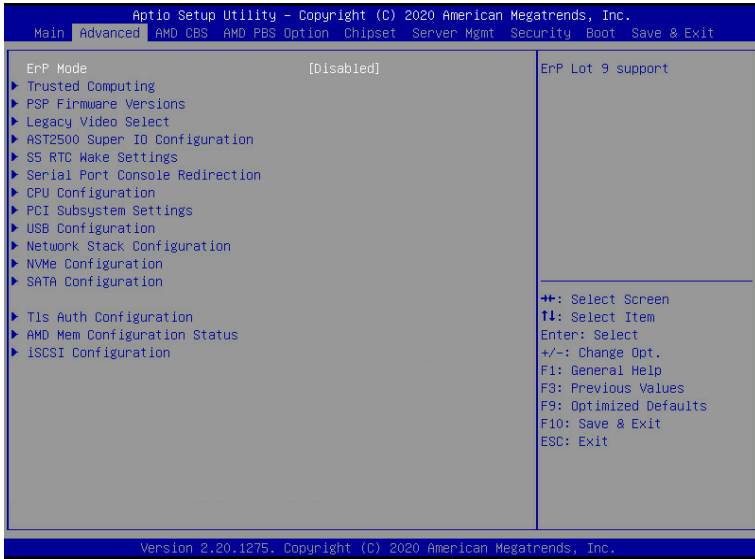 Aptio Setup Utility – Copyright (C) 2020 American Megatrends, Inc.
Main Advanced AMD CBS AMD PBS Option Chipset Server Mgmt Security Boot Save & Exit
ErP Mode [Disabled]
Trusted Computing
PSP Firmware Versions
Legacy Video Select
AST2500 Super IO Configuration
S5 RTC Wake Settings
Serial Port Console Redirection
CPU Configuration
PCI Subsystem Settings
USB Configuration
Network Stack Configuration
NVMe Configuration
SATA Configuration
Tls Auth Configuration
AMD Mem Configuration Status
iSCSI Configuration
ErP Lot 9 support
→←: Select Screen
↑↓: Select Item
Enter: Select
+/-: Change Opt.
F1: General Help
F3: Previous Values
F9: Optimized Defaults
F10: Save & Exit
ESC: Exit
Version 2.20.1275. Copyright (C) 2020 American Megatrends, Inc.